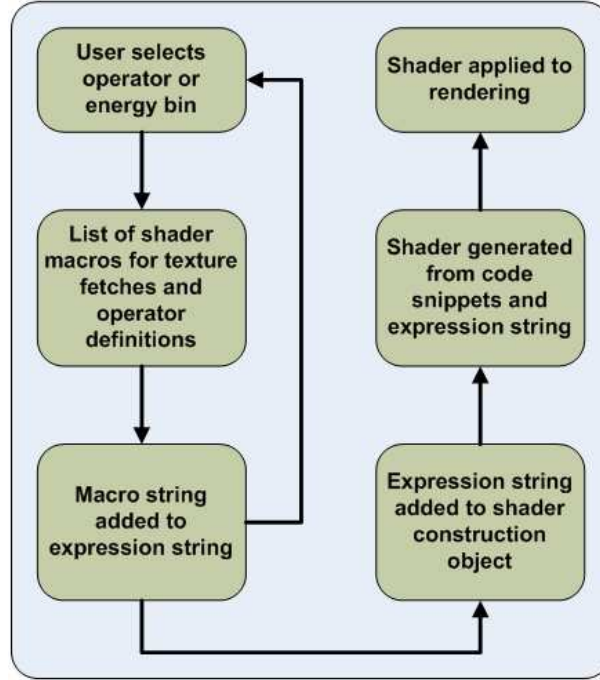 User selects
operator or
energy bin
List of shader
macros for texture
fetches and
operator
definitions
Macro string
added to
expression string
Expression string
added to shader
construction
object
Shader generated
from code
snippets and
expression string
Shader applied to
rendering